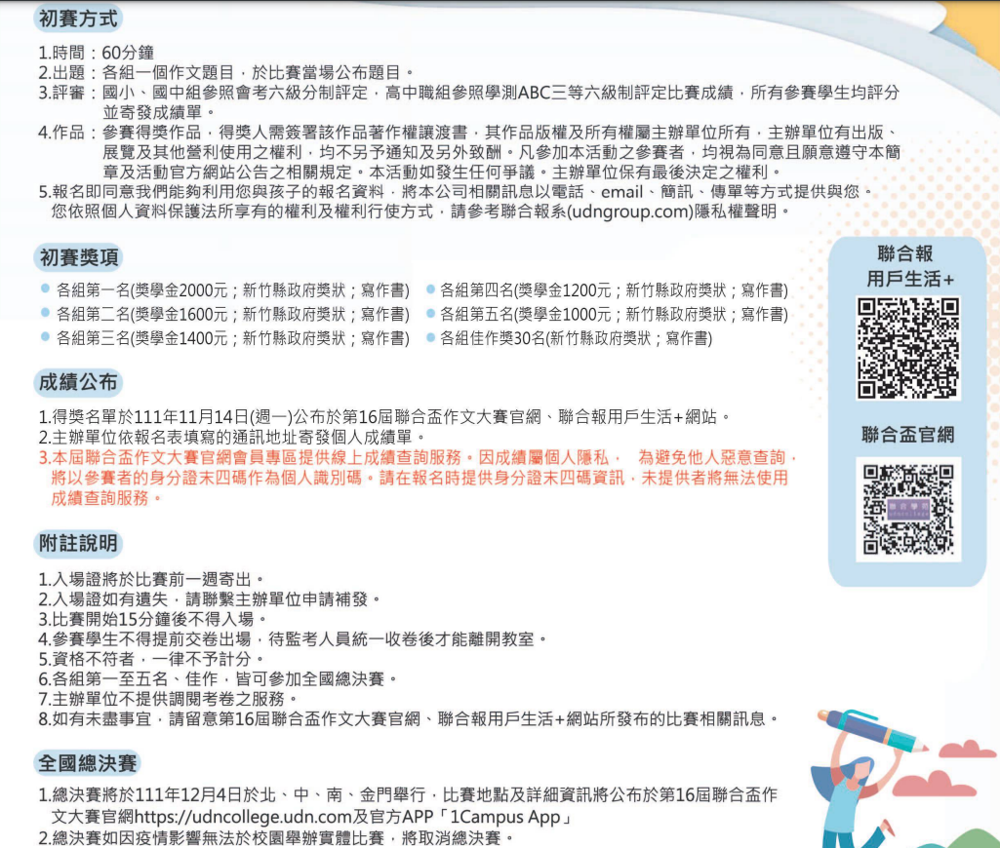 初賽方式
1.時間：60分鐘
2.出題：各組一個作文題目，於比賽當場公布題目。
3.評審：國小、國中組參照會考六級分制評定，高中職組參照學測ABC三等六級制評定比賽成績，所有參賽學生均評分
並寄發成績單。
4.作品：參賽得獎作品，得獎人需簽署該作品著作權讓渡書，其作品版權及所有權屬主辦單位所有，主辦單位有出版、
展覽及其他營利使用之權利，均不另予通知及另外致酬。凡參加本活動之參賽者，均視為同意且願意遵守本簡
章及活動官方網站公告之相關規定。本活動如發生任何爭議。主辦單位保有最後決定之權利。
5.報名即同意我們能夠利用您與孩子的報名資料，將本公司相關訊息以電話、email、簡訊、傳單等方式提供與您。
您依照個人資料保護法所享有的權利及權利行使方式，請參考聯合報系(udngroup.com)隱私權聲明。
初賽獎項
各組第一名(獎學金2000元；新竹縣政府獎狀；寫作書)
各組第二名(獎學金1600元；新竹縣政府獎狀；寫作書)
各組第三名(獎學金1400元；新竹縣政府獎狀；寫作書)
各組第四名(獎學金1200元；新竹縣政府獎狀；寫作書)
各組第五名(獎學金1000元；新竹縣政府獎狀；寫作書)
各組佳作獎30名(新竹縣政府獎狀；寫作書)
聯合報
用戶生活+
聯合盃官網
聯合學苑
udncollege
成績公布
1.得獎名單於111年11月14日(週一)公布於第16屆聯合盃作文大賽官網、聯合報用戶生活+網站。
2.主辦單位依報名表填寫的通訊地址寄發個人成績單。
3.本屆聯合盃作文大賽官網會員專區提供線上成績查詢服務。因成績屬個人隱私， 為避免他人惡意查詢，
將以參賽者的身分證末四碼作為個人識別碼。請在報名時提供身分證末四碼資訊，未提供者將無法使用
成績查詢服務。
附註說明
1.入場證將於比賽前一週寄出。
2.入場證如有遺失，請聯繫主辦單位申請補發。
3.比賽開始15分鐘後不得入場。
4.參賽學生不得提前交卷出場，待監考人員統一收卷後才能離開教室。
5.資格不符者，一律不予計分。
6.各組第一至五名、佳作，皆可參加全國總決賽。
7.主辦單位不提供調閱考卷之服務。
8.如有未盡事宜，請留意第16屆聯合盃作文大賽官網、聯合報用戶生活+網站所發布的比賽相關訊息。
全國總決賽
1.總決賽將於111年12月4日於北、中、南、金門舉行，比賽地點及詳細資訊將公布於第16屆聯合盃作
文大賽官網https://udncollege.udn.com及官方APP「1Campus App」
2.總決賽如因疫情影響無法於校園舉辦實體比賽，將取消總決賽。